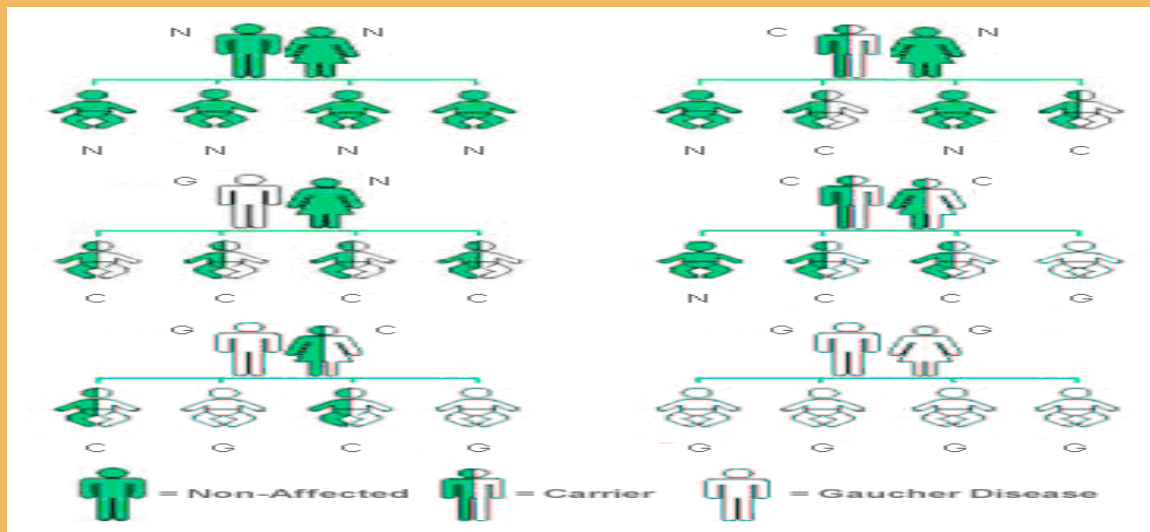 N N C N
N N N N N C N C
G N C C
C C C C N C C G
G C G G
C G C G G G G G
= Non-Affected = Carrier = Gaucher Disease